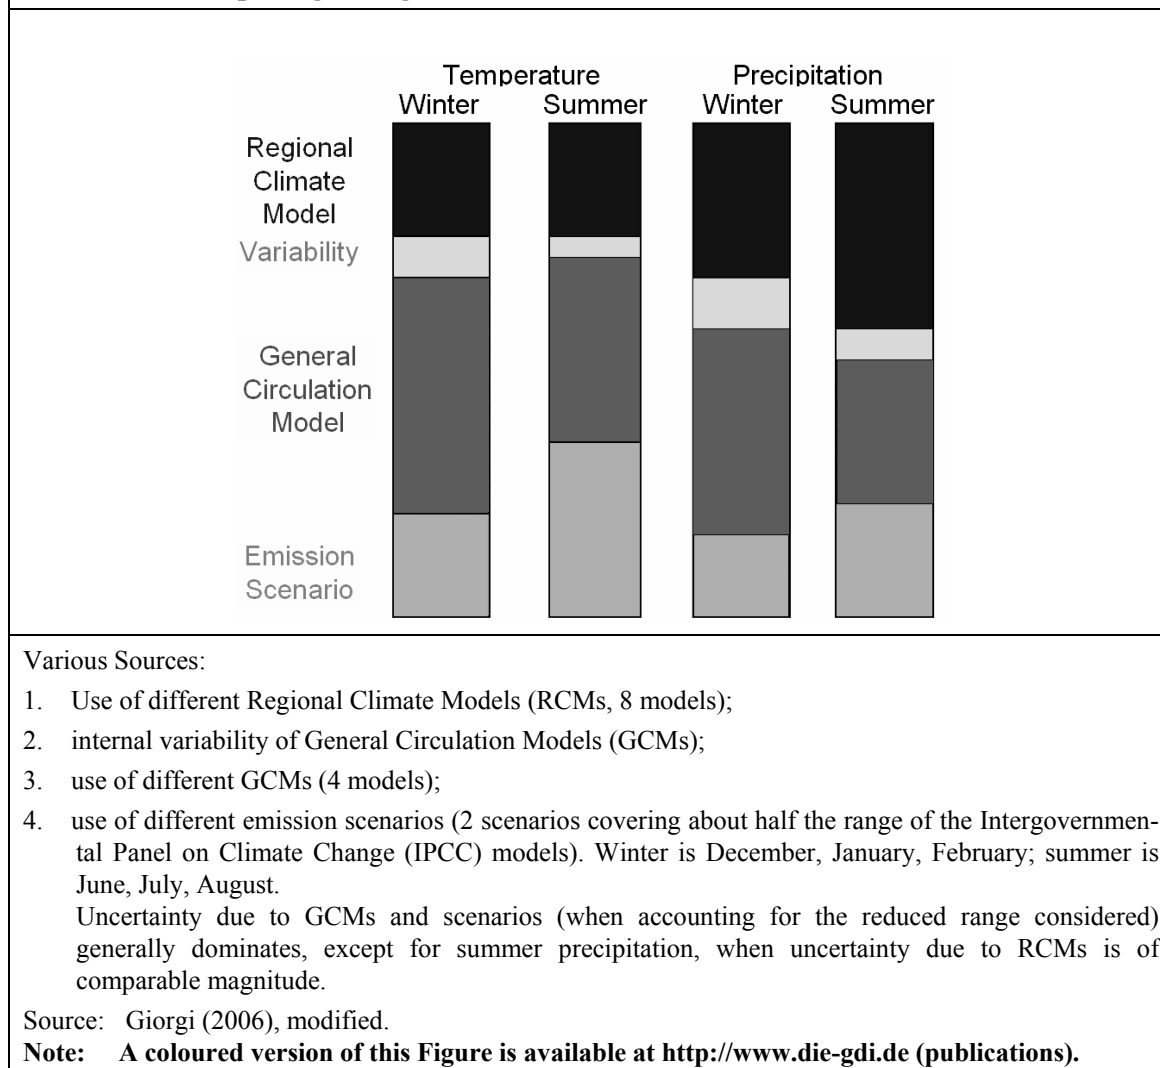 Temperature Precipitation
Winter Summer Winter Summer
Regional
Climate
Model
Variability
General
Circulation
Model
Emission
Scenario
Various Sources:
1. Use of different Regional Climate Models (RCMs, 8 models);
2. internal variability of General Circulation Models (GCMs);
3. use of different GCMs (4 models);
4. use of different emission scenarios (2 scenarios covering about half the range of the Intergovernmen-
tal Panel on Climate Change (IPCC) models). Winter is December, January, February; summer is
June, July, August.
Uncertainty due to GCMs and scenarios (when accounting for the reduced range considered)
generally dominates, except for summer precipitation, when uncertainty due to RCMs is of
comparable magnitude.
Source: Giorgi (2006), modified.
Note: A coloured version of this Figure is available at http://www.die-gdi.de (publications).